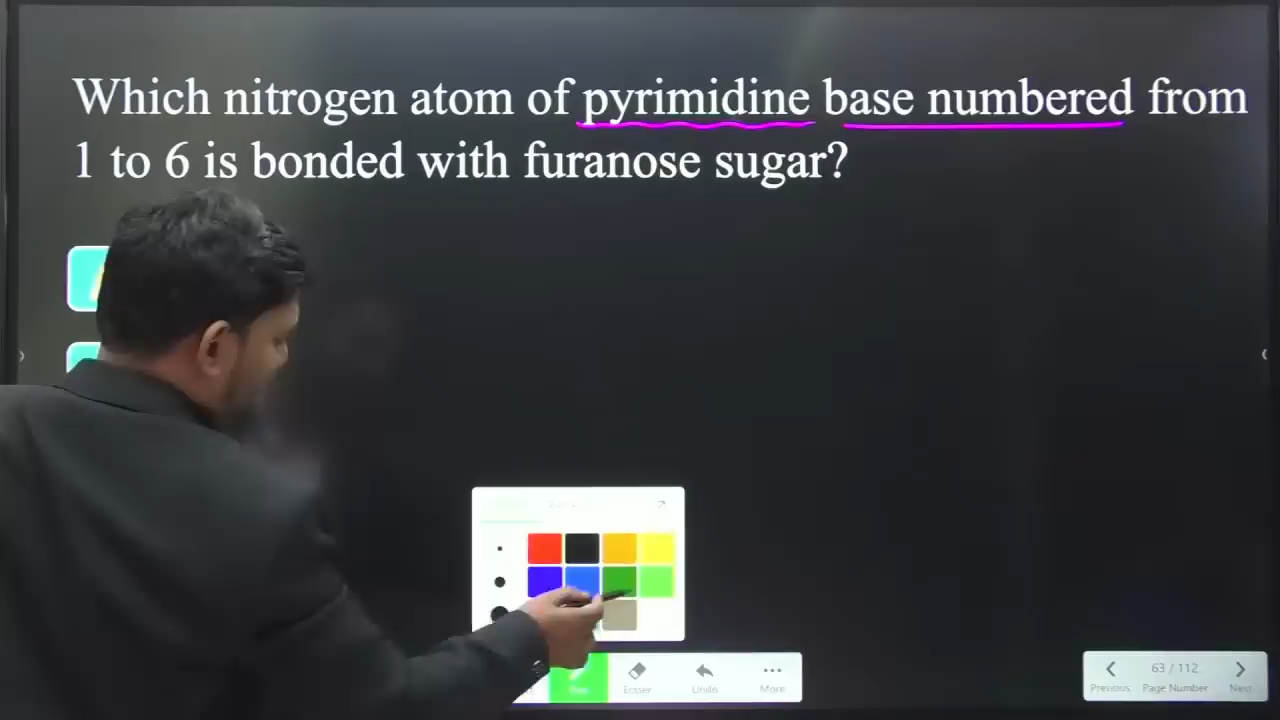 Which nitrogen atom of pyrimidine base numbered from
1 to 6 is bonded with furanose sugar?
Eraser
Undo
More
63 / 112
Previous
Page Number
Next